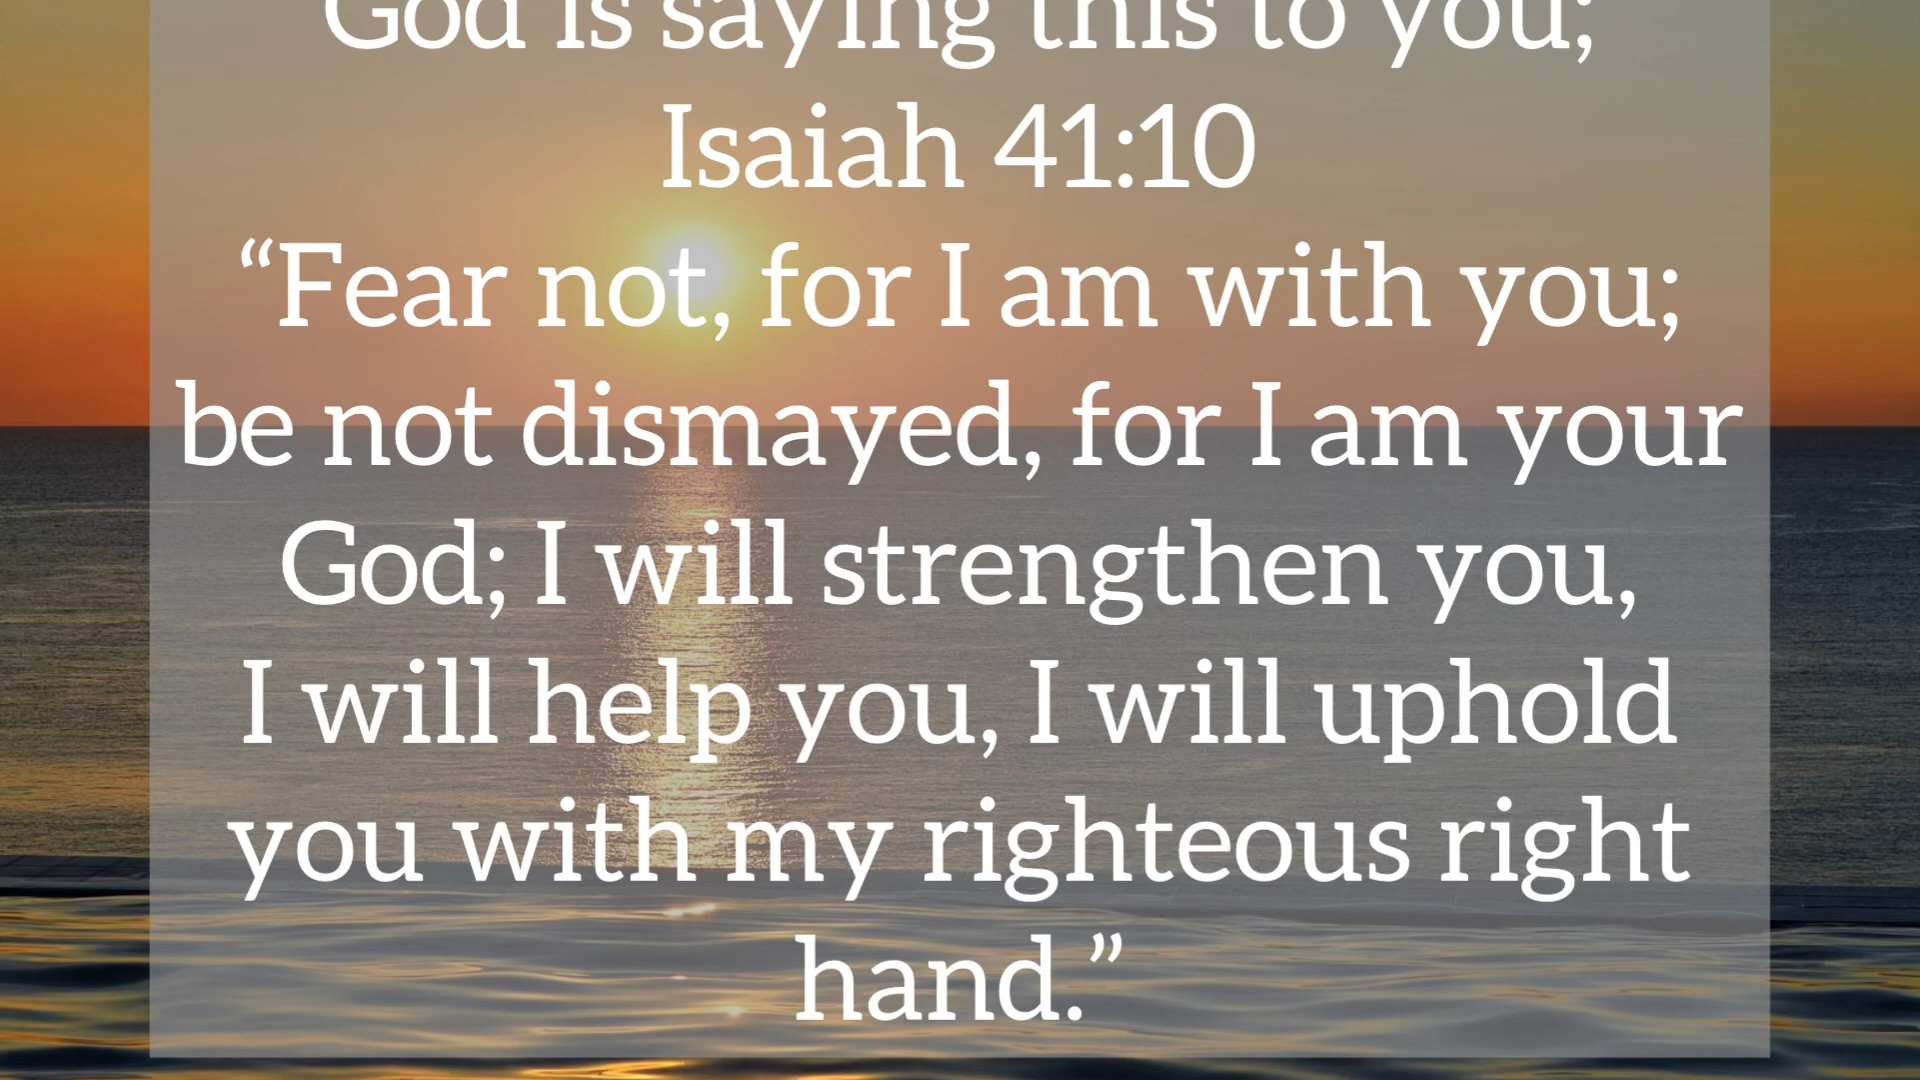 God is saying this to you;
Isaiah 41:10
“Fear not, for I am with you;
be not dismayed, for I am your
God; I will strengthen you,
I will help you, I will uphold
you with my righteous right
hand.”